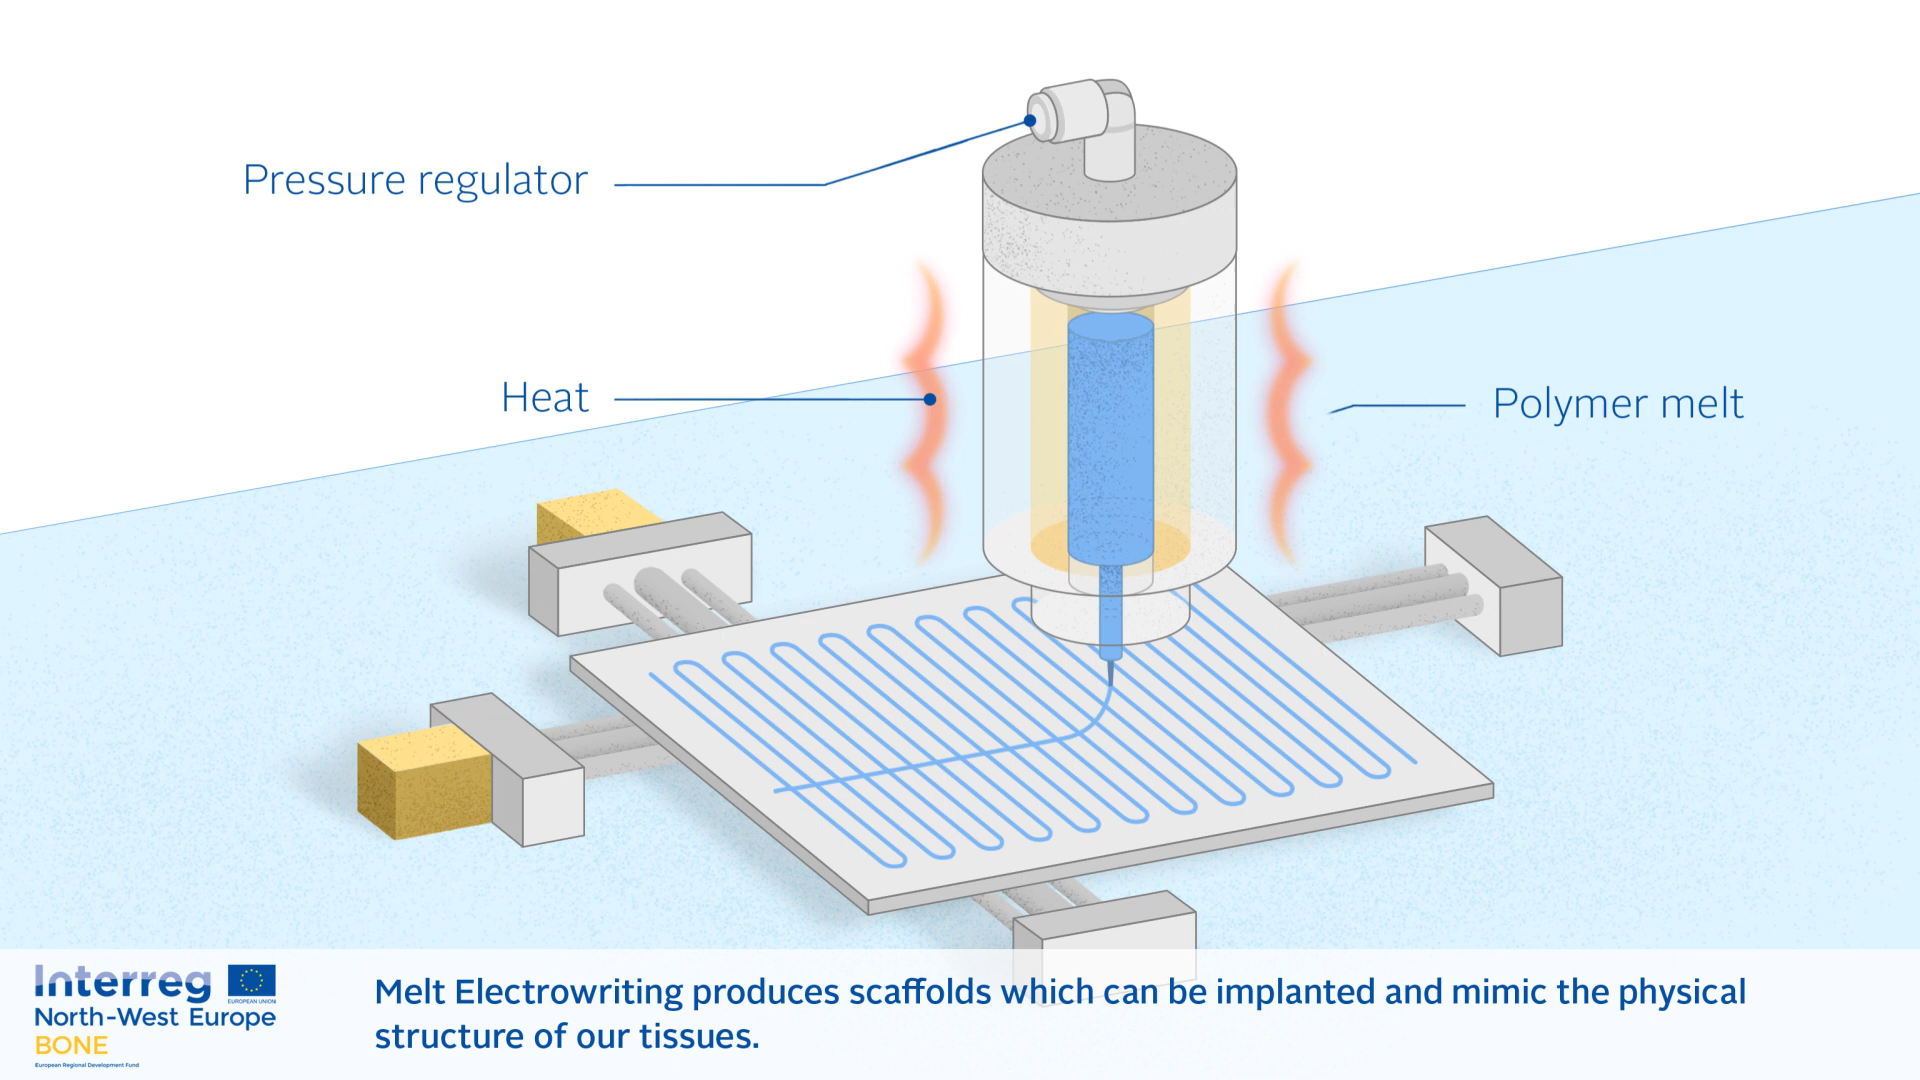 Pressure regulator
Heat
Polymer melt
Interreg
EUROPEAN UNION
North-West Europe
BONE
European Regional Development Fund
Melt Electrowriting produces scaffolds which can be implanted and mimic the physical
structure of our tissues.